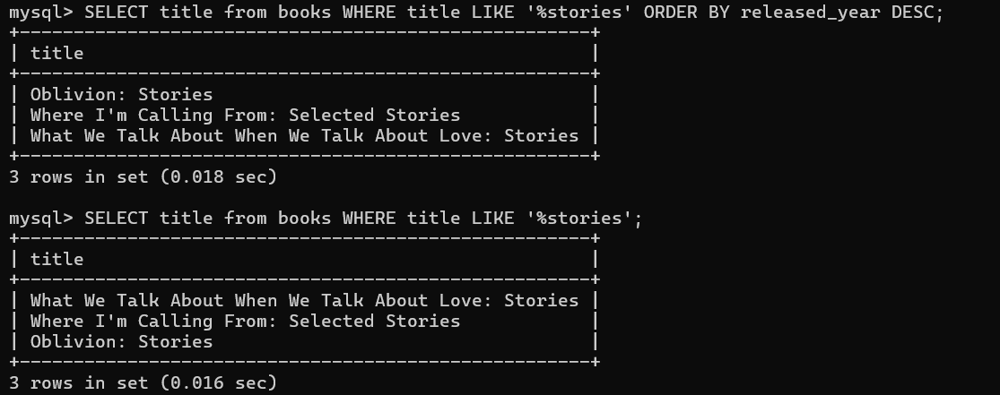 mysql> SELECT title from books WHERE title LIKE '%stories' ORDER BY released_year DESC;
+-----------------------------------------------------+
| title                                               |
+-----------------------------------------------------+
| Oblivion: Stories                                   |
| Where I'm Calling From: Selected Stories            |
| What We Talk About When We Talk About Love: Stories |
+-----------------------------------------------------+
3 rows in set (0.018 sec)

mysql> SELECT title from books WHERE title LIKE '%stories';
+-----------------------------------------------------+
| title                                               |
+-----------------------------------------------------+
| What We Talk About When We Talk About Love: Stories |
| Where I'm Calling From: Selected Stories            |
| Oblivion: Stories                                   |
+-----------------------------------------------------+
3 rows in set (0.016 sec)